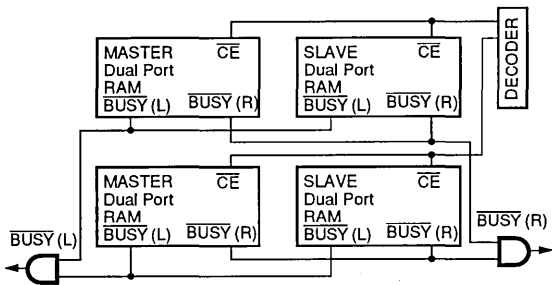 MASTER CE
Dual Port
RAM
BUSY (L) BUSY (R)
SLAVE CE
Dual Port
RAM
BUSY (L) BUSY (R)
DECODER
MASTER CE
Dual Port
RAM
BUSY (L) BUSY (R)
SLAVE CE
Dual Port
RAM
BUSY (L) BUSY (R)
BUSY (L)
BUSY (R)